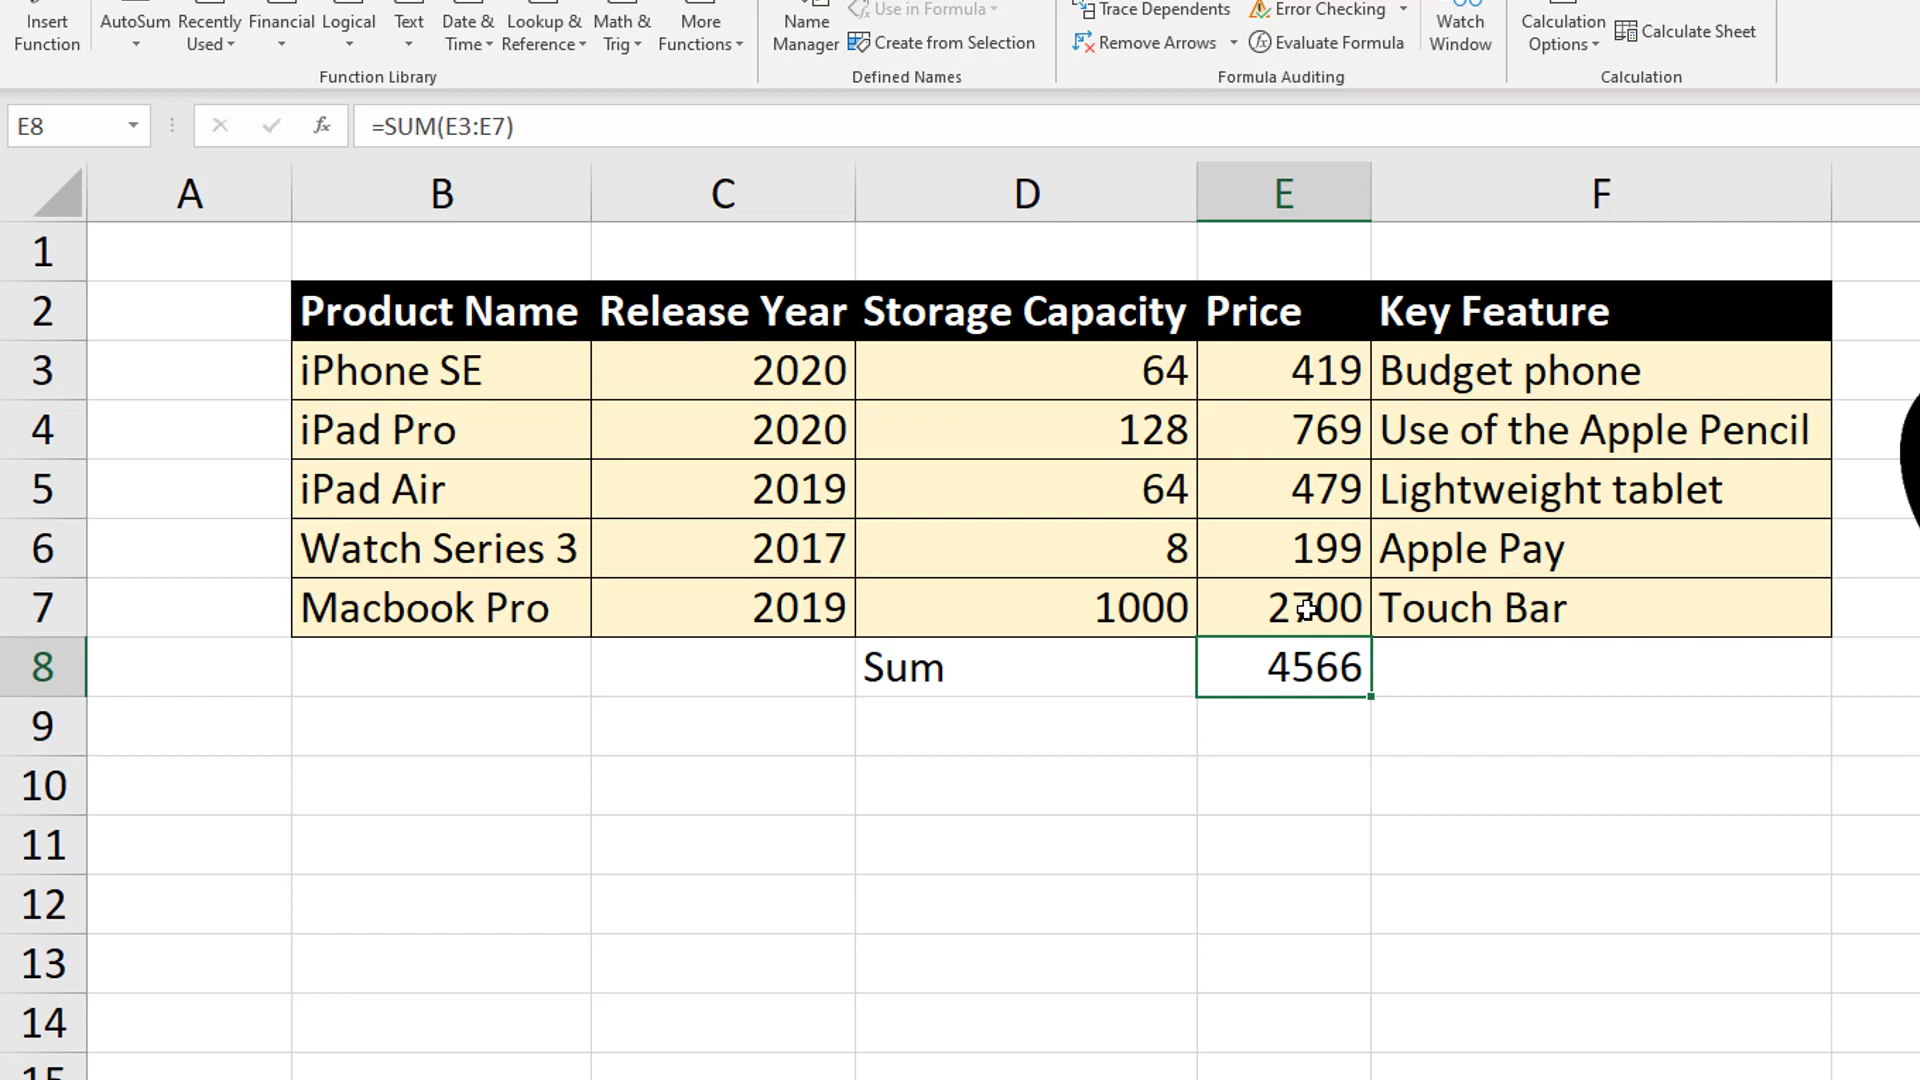 Insert Function
AutoSum
Recently Used
Financial
Logical
Text
Date & Time
Lookup & Reference
Math & Trig
More Functions
Function Library
Name Manager
Use in Formula
Create from Selection
Defined Names
Trace Dependents
Remove Arrows
Error Checking
Evaluate Formula
Watch Window
Formula Auditing
Calculation Options
Calculate Sheet
Calculation
E8 fx =SUM(E3:E7)
A B C D E F
1
2 Product Name Release Year Storage Capacity Price Key Feature
3 iPhone SE 2020 64 419 Budget phone
4 iPad Pro 2020 128 769 Use of the Apple Pencil
5 iPad Air 2019 64 479 Lightweight tablet
6 Watch Series 3 2017 8 199 Apple Pay
7 Macbook Pro 2019 1000 2700 Touch Bar
8 Sum 4566
9
10
11
12
13
14
15